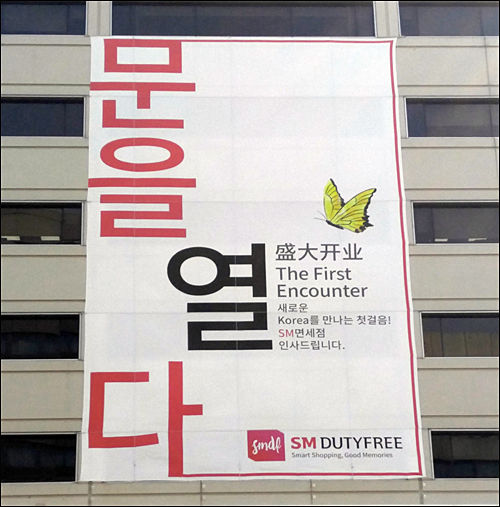 문을
열
다
盛大开业
The First
Encounter
새로운
Korea를 만나는 첫걸음!
SM면세점
인사드립니다.
smdf
SM DUTYFREE
Smart Shopping, Good Memories